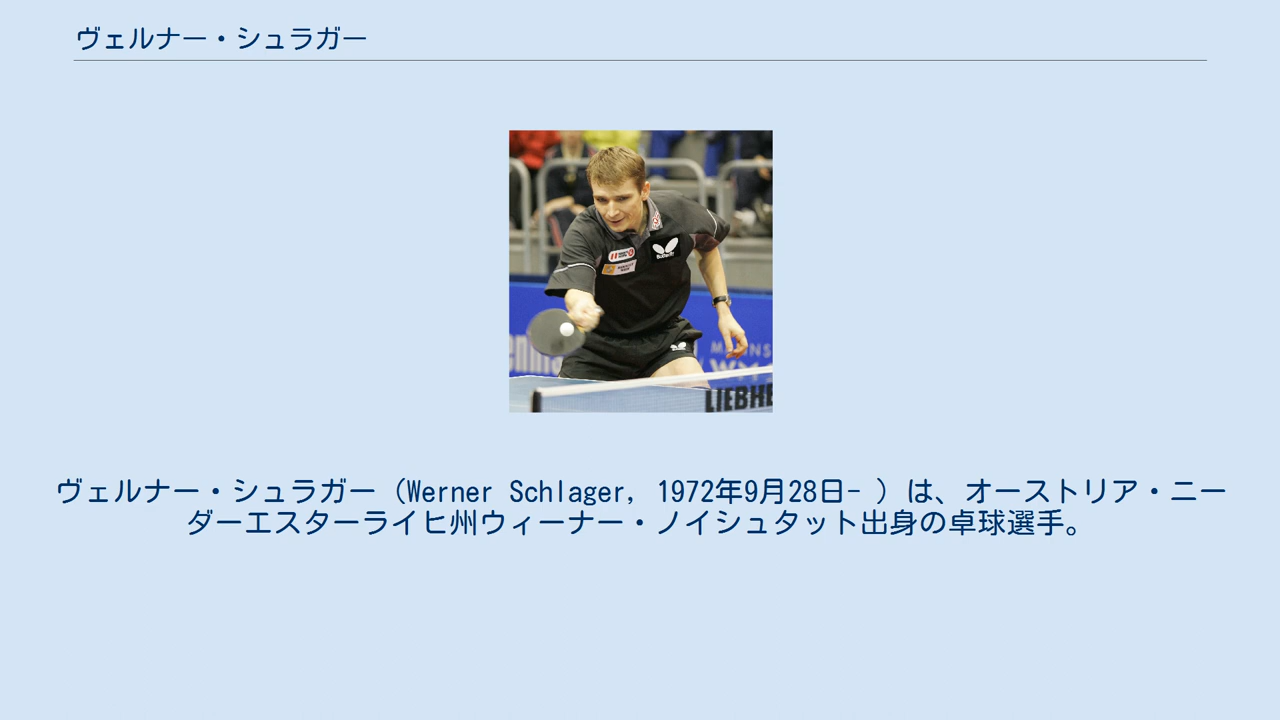 ヴェルナー・シュラガー
Butterfly
LIEBHE
ヴェルナー・シュラガー（Werner Schlager, 1972年9月28日- ）は、オーストリア・ニー
ダーエスターライヒ州ウィーナー・ノイシュタット出身の卓球選手。